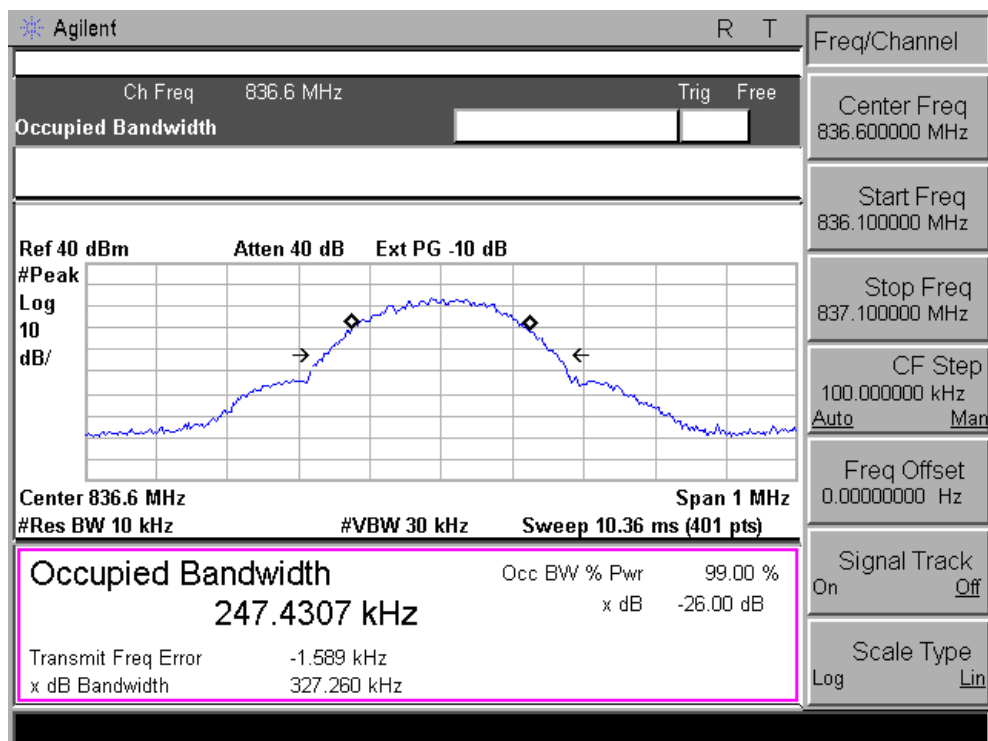 Agilent R T
Ch Freq 836.6 MHz Trig Free
Occupied Bandwidth
Ref 40 dBm Atten 40 dB Ext PG -10 dB
#Peak
Log
10
dB/
Center 836.6 MHz Span 1 MHz
#Res BW 10 kHz #VBW 30 kHz Sweep 10.36 ms (401 pts)
Occupied Bandwidth
247.4307 kHz
Occ BW % Pwr 99.00 %
x dB -26.00 dB
Transmit Freq Error -1.589 kHz
x dB Bandwidth 327.260 kHz
Freq/Channel
Center Freq
836.600000 MHz
Start Freq
836.100000 MHz
Stop Freq
837.100000 MHz
CF Step
100.000000 kHz
Auto Man
Freq Offset
0.00000000 Hz
Signal Track
On Off
Scale Type
Log Lin